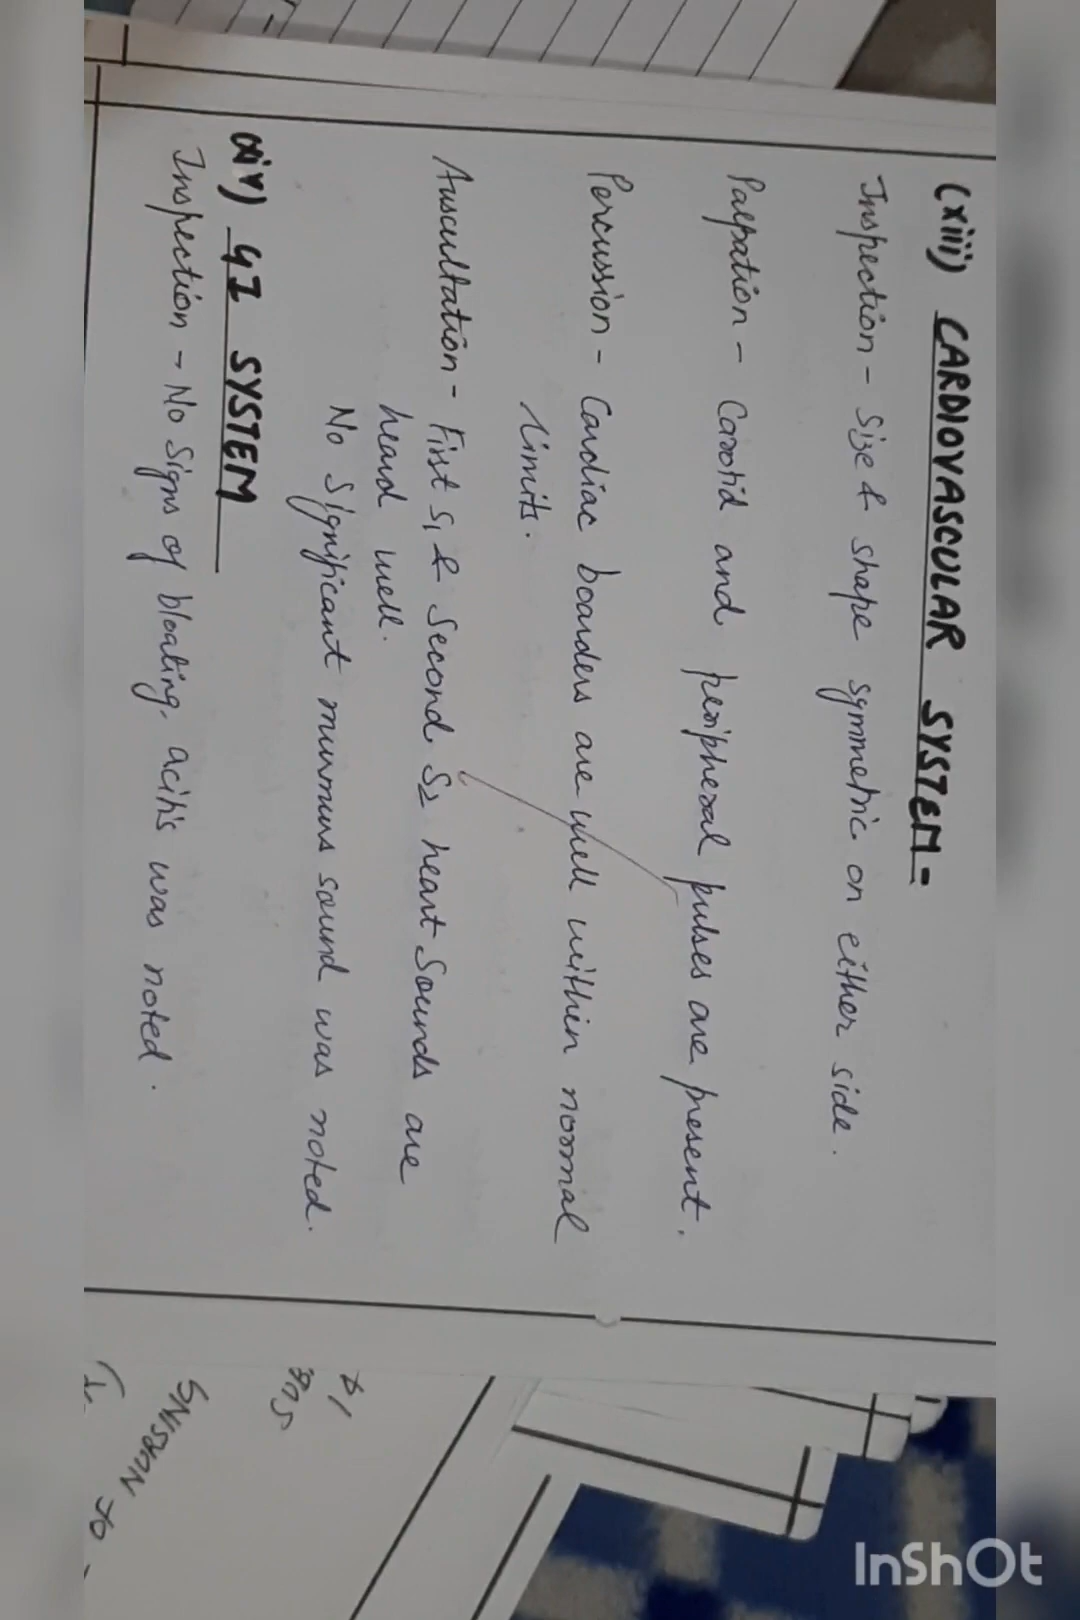 (xiii) CARDIOVASCULAR SYSTEM-
Inspection - Size & shape symmetric on either side.
Palpation - Carotid and peripheral pulses are present.
Percussion - Cardiac boarders are well within normal
limits.
Auscultation - First S1 & Second S2 heart Sounds are
heard well.
No Significant murmurs sound was noted.
xiv) GI SYSTEM
Inspection - No Signs of bloating, acitis was noted.
NURSING
InShOt